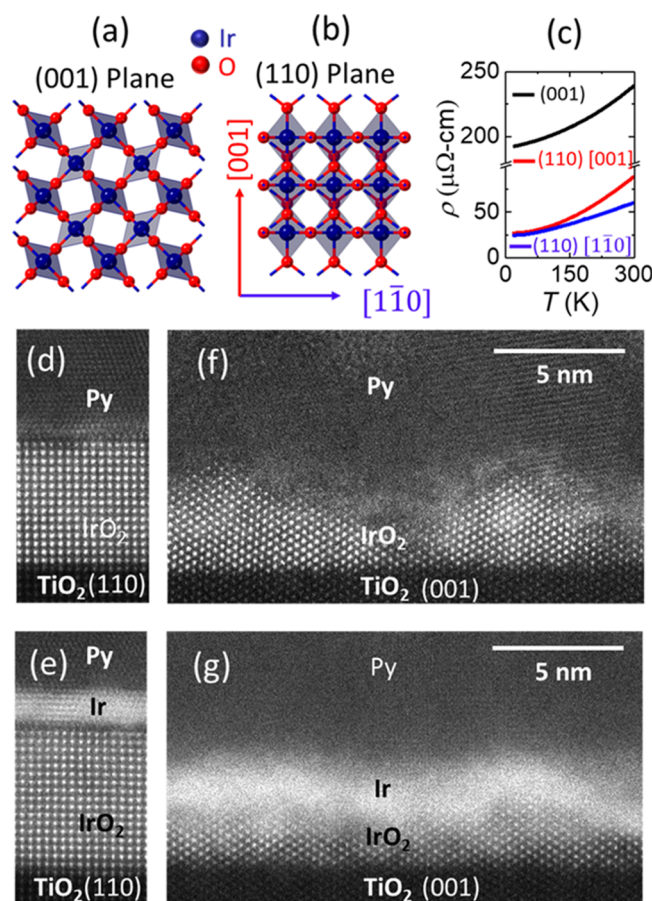 (a)
Ir
O
(b)
(c)
(001) Plane
(110) Plane
[001]
[11̅0]
ρ (μΩ-cm)
250
200
50
25
0
150
300
T (K)
(001)
(110) [001]
(110) [11̅0]
(d)
Py
IrO₂
TiO₂(110)
(f)
Py
5 nm
IrO₂
TiO₂ (001)
(e)
Py
Ir
IrO₂
TiO₂(110)
(g)
Py
5 nm
Ir
IrO₂
TiO₂ (001)